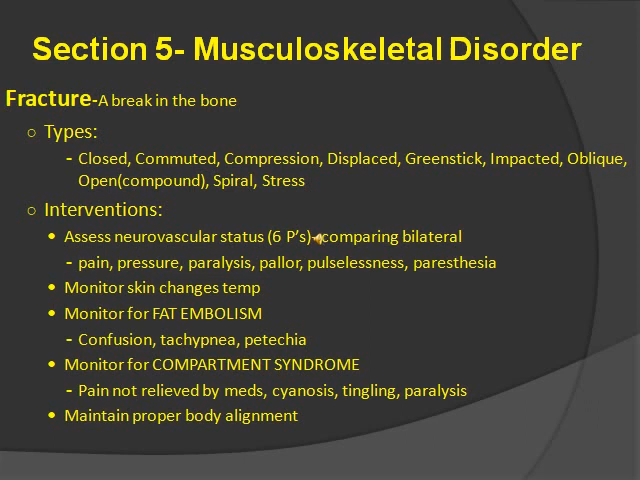 Section 5- Musculoskeletal Disorder
Fracture-A break in the bone
○ Types:
- Closed, Commuted, Compression, Displaced, Greenstick, Impacted, Oblique,
Open(compound), Spiral, Stress
○ Interventions:
• Assess neurovascular status (6 P's)-comparing bilateral
- pain, pressure, paralysis, pallor, pulselessness, paresthesia
• Monitor skin changes temp
• Monitor for FAT EMBOLISM
- Confusion, tachypnea, petechia
• Monitor for COMPARTMENT SYNDROME
- Pain not relieved by meds, cyanosis, tingling, paralysis
• Maintain proper body alignment